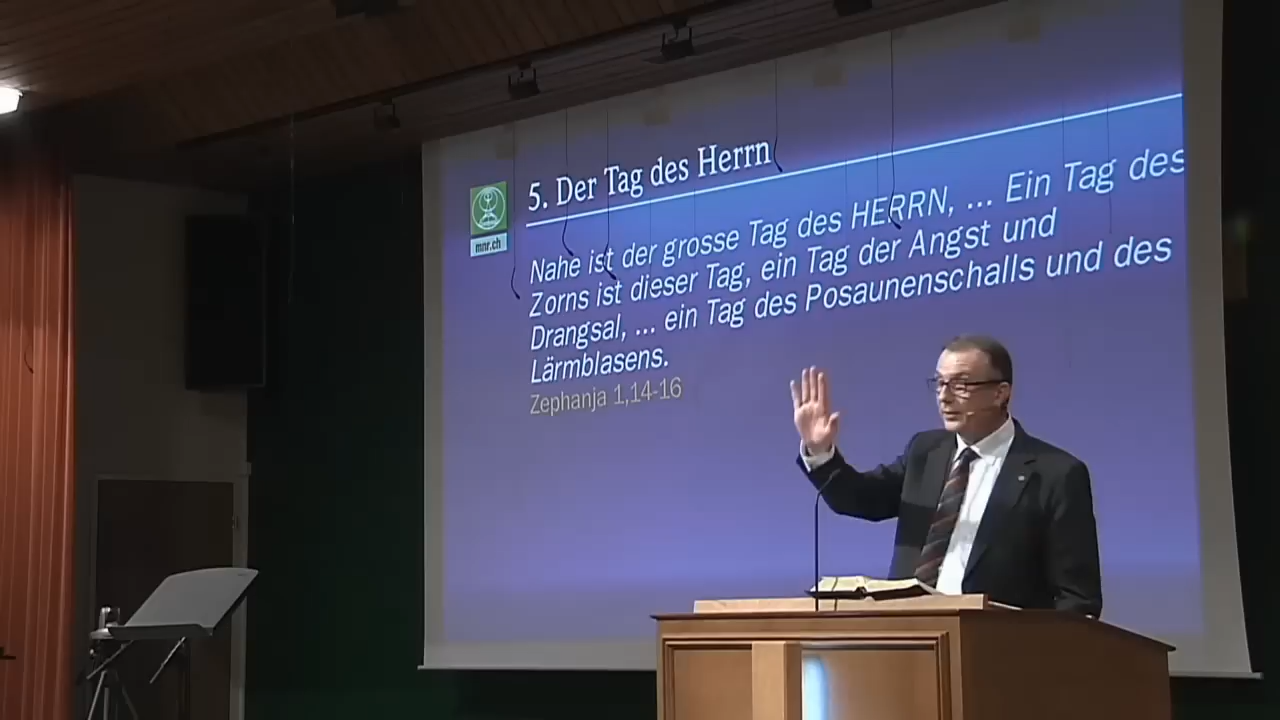 5. Der Tag des Herrn
mnr.ch
Nahe ist der grosse Tag des HERRN, ... Ein Tag des
Zorns ist dieser Tag, ein Tag der Angst und
Drangsal, ... ein Tag des Posaunenschalls und des
Lärmblasens.
Zephanja 1,14-16